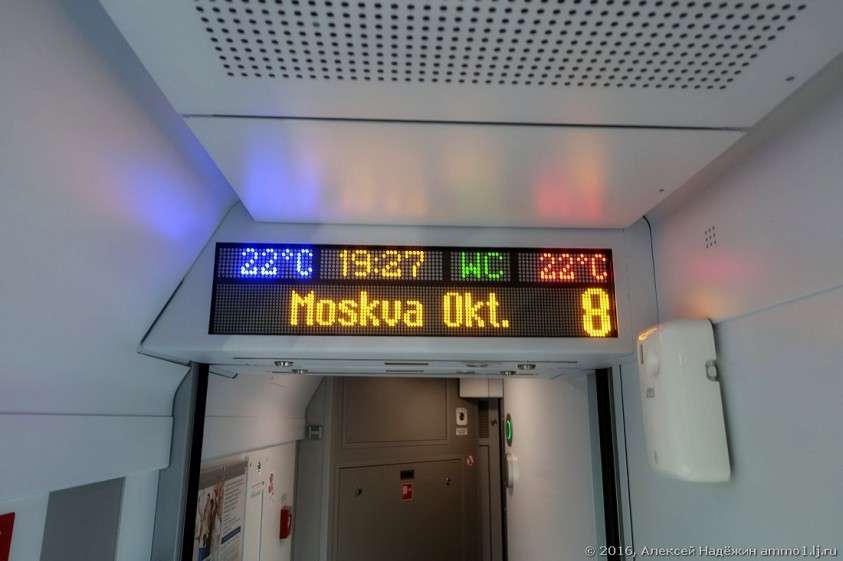 22°C 19:27 WC 22°C
Moskva Okt. 8
© 2016, Алексей Надёжин ammo1.lj.ru